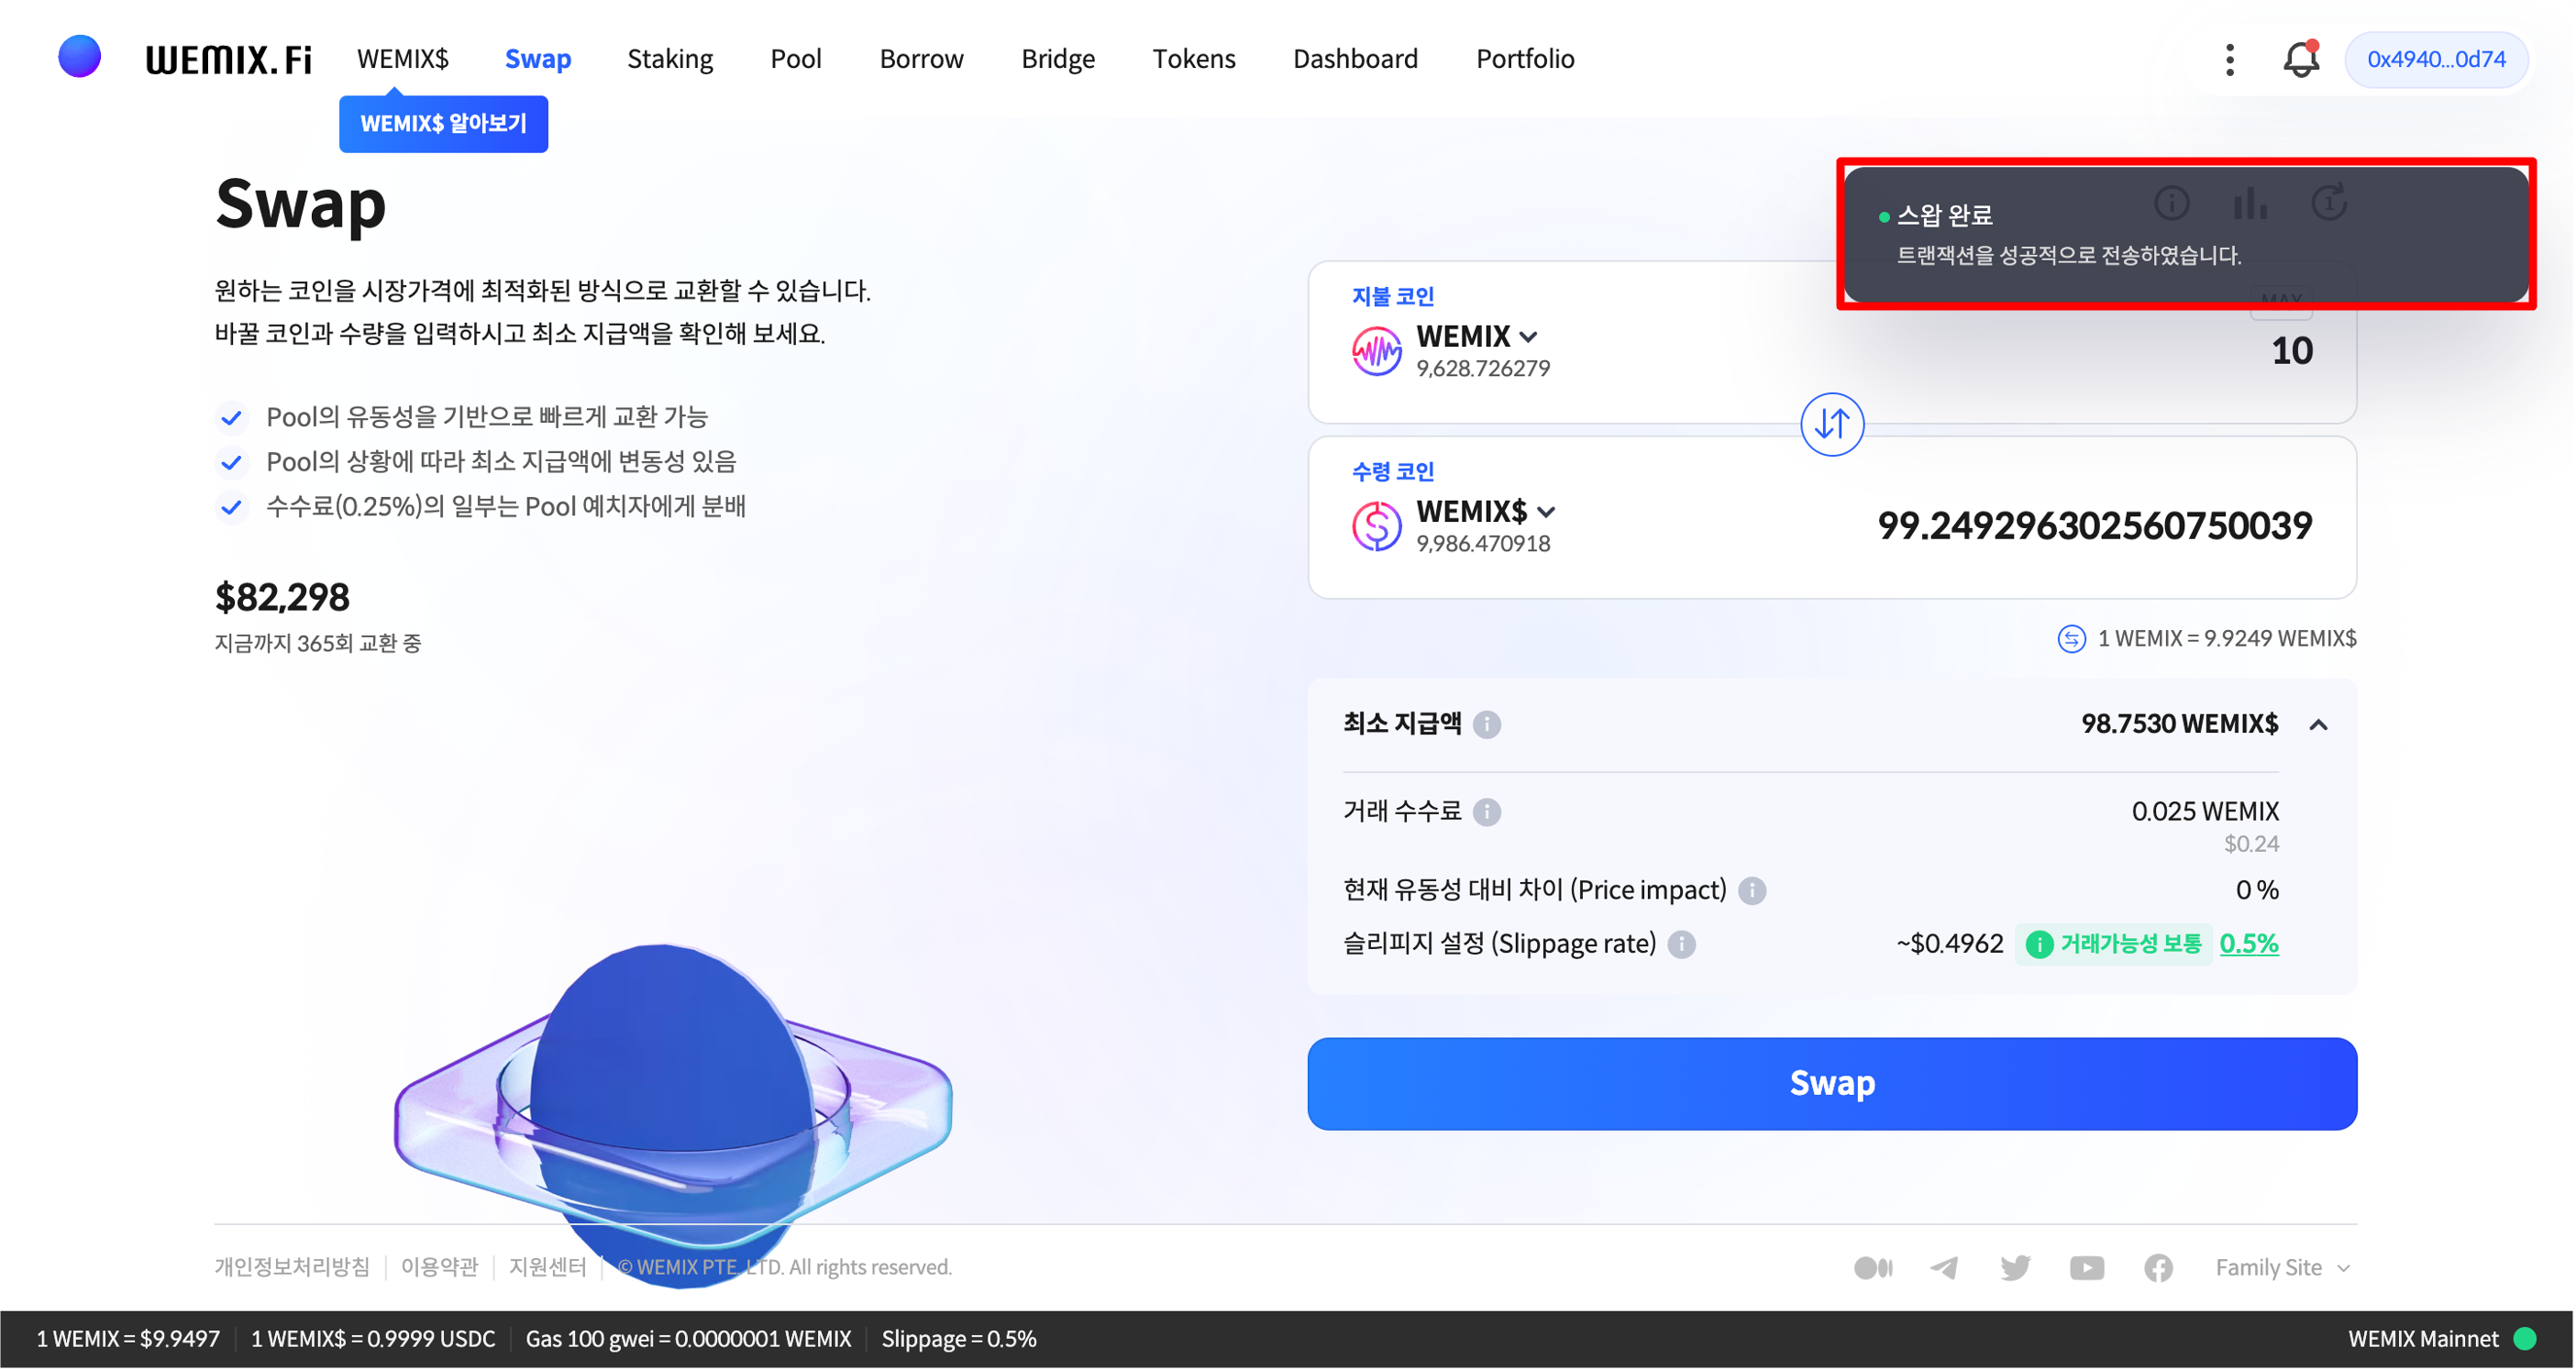 WEMIX.Fi
WEMIX$
Swap
Staking
Pool
Borrow
Bridge
Tokens
Dashboard
Portfolio
0x4940...0d74
WEMIX$ 알아보기
Swap
원하는 코인을 시장가격에 최적화된 방식으로 교환할 수 있습니다.
바꿀 코인과 수량을 입력하시고 최소 지급액을 확인해 보세요.
Pool의 유동성을 기반으로 빠르게 교환 가능
Pool의 상황에 따라 최소 지급액에 변동성 있음
수수료(0.25%)의 일부는 Pool 예치자에게 분배
$82,298
지금까지 365회 교환 중
스왑 완료
트랜잭션을 성공적으로 전송하였습니다.
1
MAX
지불 코인
WEMIX
9,628.726279
10
수령 코인
WEMIX$
9,986.470918
99.249296302560750039
1 WEMIX = 9.9249 WEMIX$
최소 지급액
98.7530 WEMIX$
거래 수수료
0.025 WEMIX
$0.24
현재 유동성 대비 차이 (Price impact)
0 %
슬리피지 설정 (Slippage rate)
~$0.4962
거래가능성 보통
0.5%
Swap
개인정보처리방침
이용약관
지원센터
© WEMIX PTE. LTD. All rights reserved.
Family Site
1 WEMIX = $9.9497
1 WEMIX$ = 0.9999 USDC
Gas 100 gwei = 0.0000001 WEMIX
Slippage = 0.5%
WEMIX Mainnet